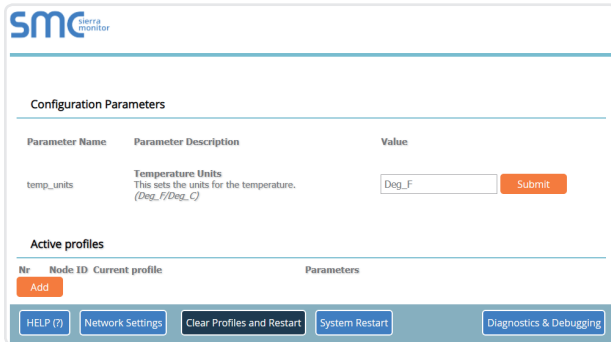 SMC sierra
monitor
Configuration Parameters
Parameter Name Parameter Description Value
Temperature Units
temp_units This sets the units for the temperature. Deg_F Submit
(Deg_F/Deg_C)
Active profiles
Nr Node ID Current profile Parameters
Add
HELP (?) Network Settings Clear Profiles and Restart System Restart Diagnostics & Debugging